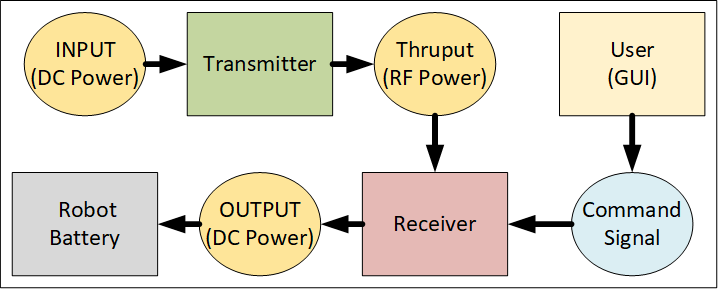 INPUT
(DC Power)
Transmitter
Thruput
(RF Power)
User
(GUI)
Robot
Battery
OUTPUT
(DC Power)
Receiver
Command
Signal